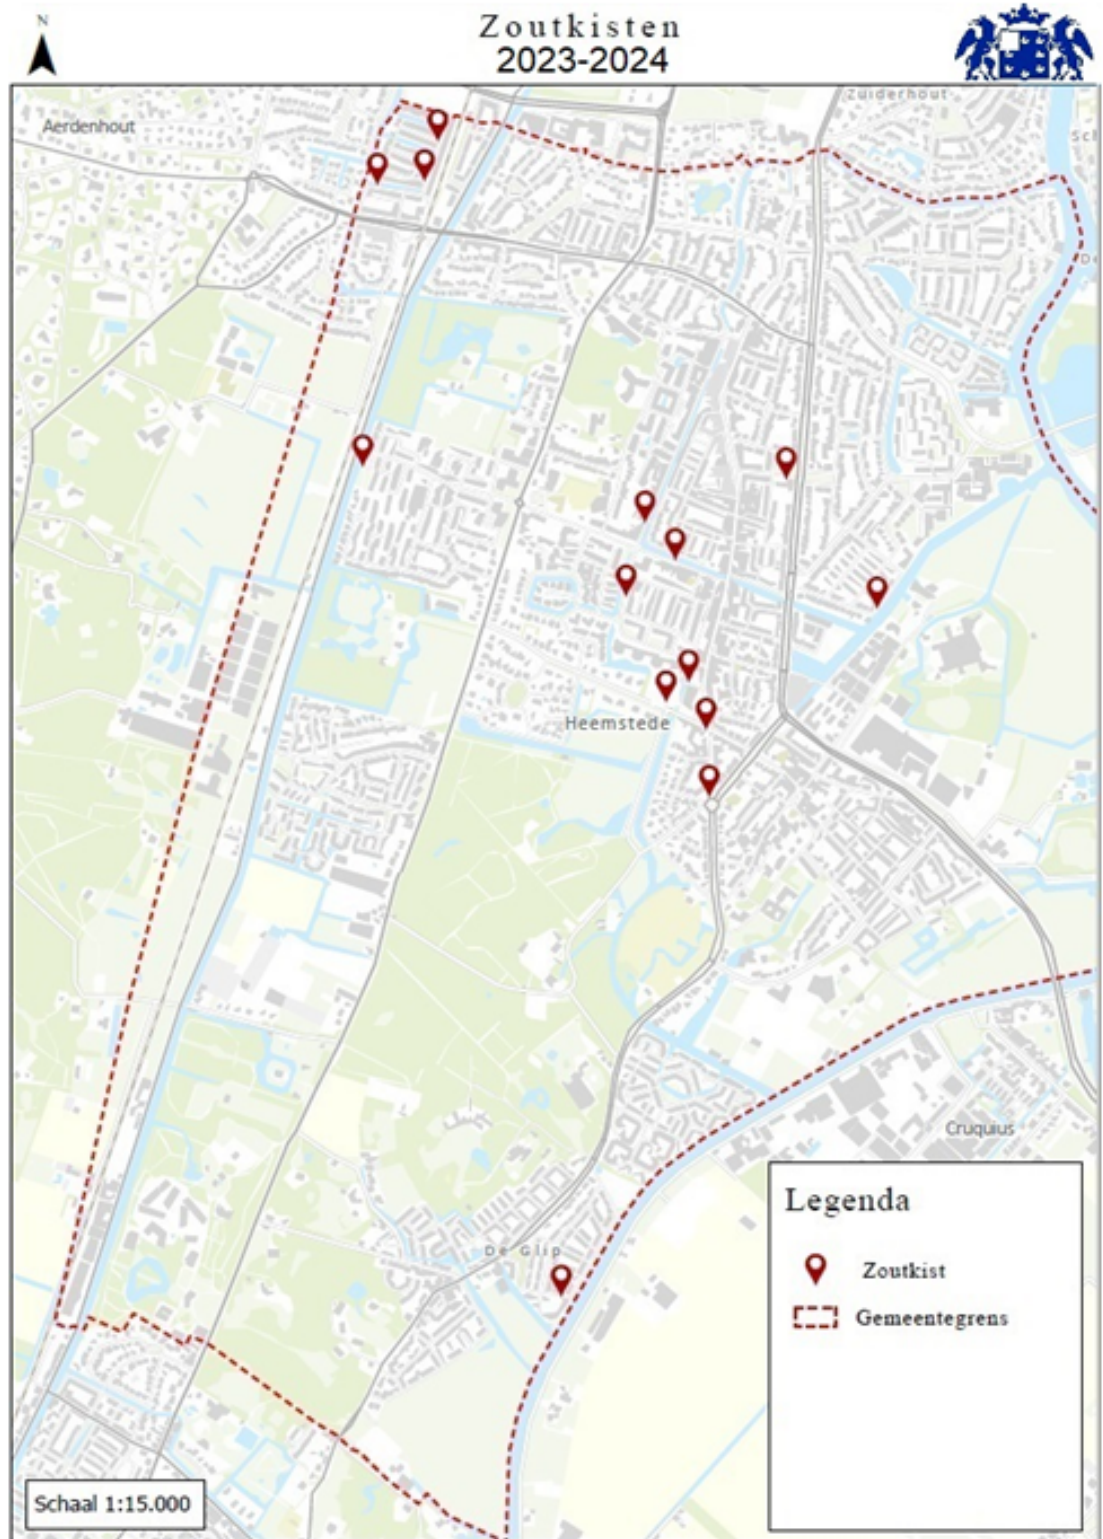 N
Zoutkisten
2023-2024
Zuiderhout
Aerdenhout
Heemstede
Cruquius
De Glip
Legenda
Zoutkist
Gemeentegrens
Schaal 1:15.000